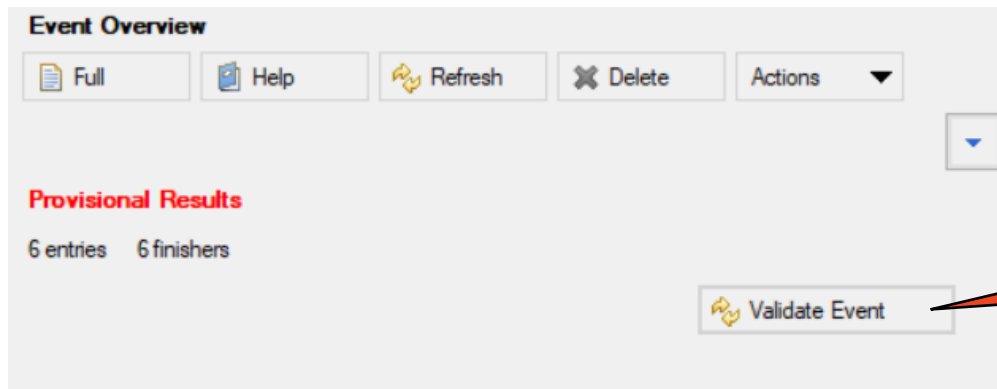 Event Overview
Full Help Refresh Delete Actions
Provisional Results
6 entries 6 finishers
Validate Event